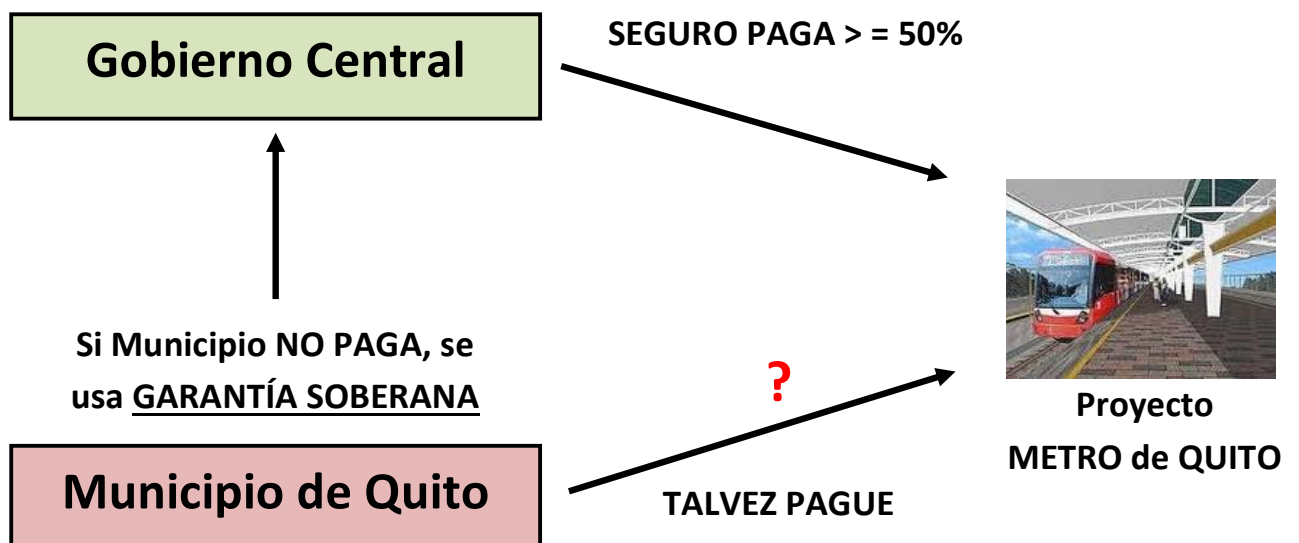 Gobierno Central
SEGURO PAGA > = 50%
Si Municipio NO PAGA, se
usa GARANTÍA SOBERANA
?
Proyecto
METRO de QUITO
Municipio de Quito
TALVEZ PAGUE